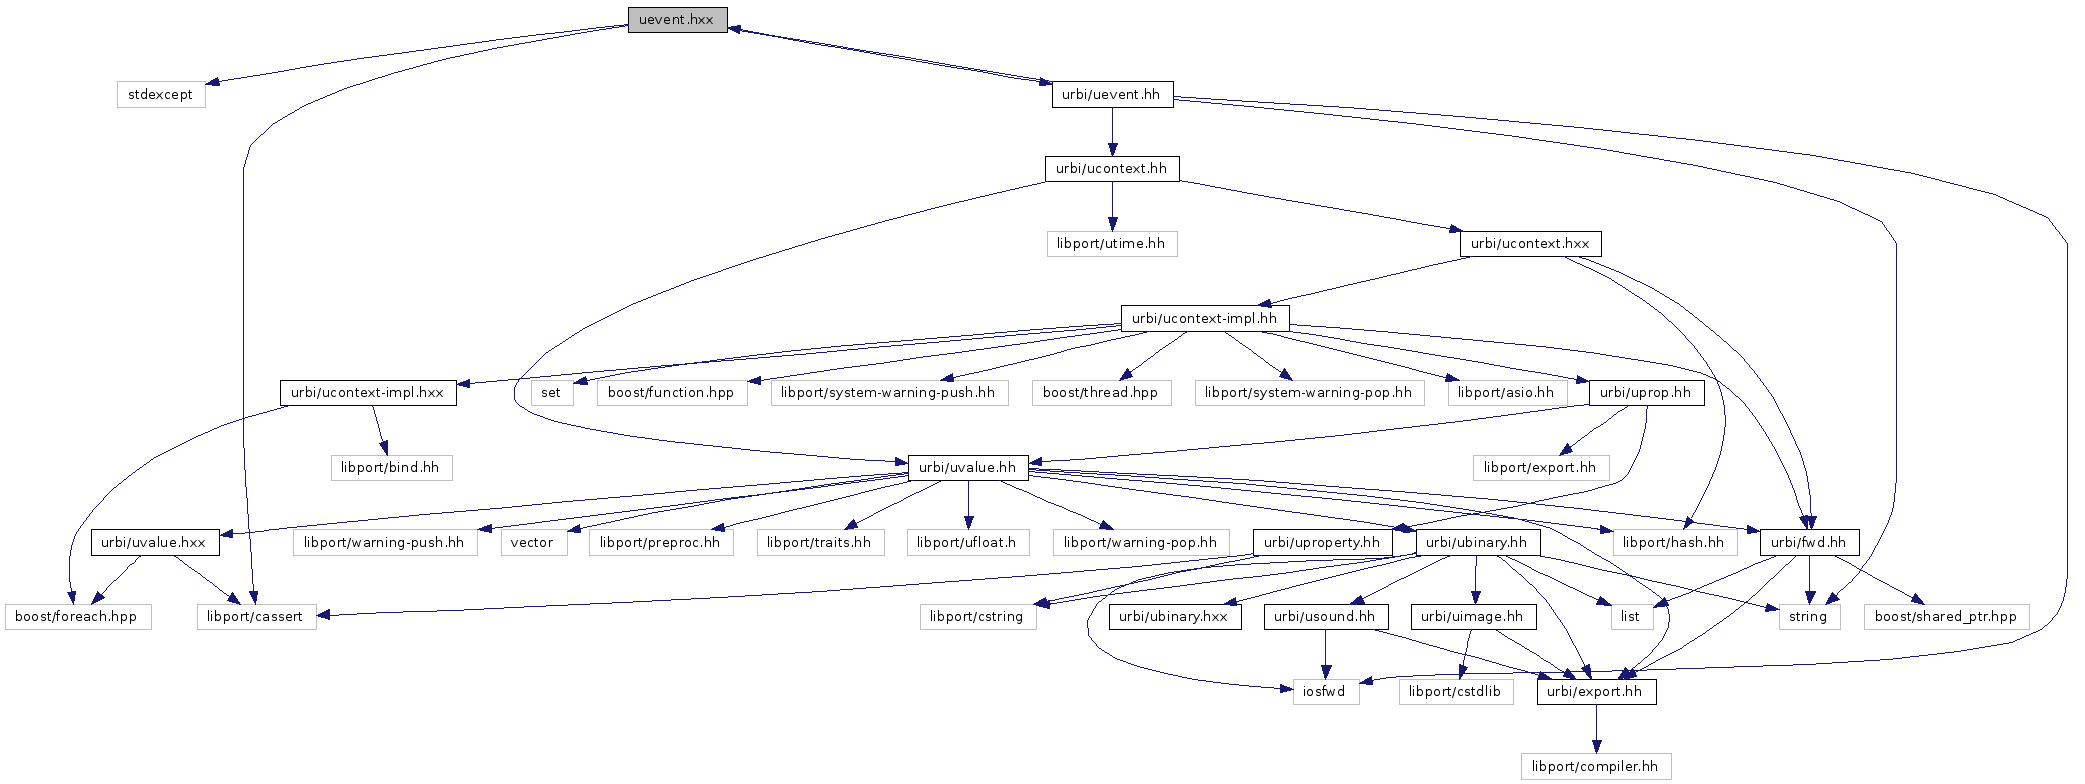 uevent.hxx
stdexcept
urbi/uevent.hh
urbi/ucontext.hh
libport/utime.hh
urbi/ucontext.hxx
urbi/ucontext-impl.hh
urbi/ucontext-impl.hxx
set
boost/function.hpp
libport/system-warning-push.hh
boost/thread.hpp
libport/system-warning-pop.hh
libport/asio.hh
urbi/uprop.hh
libport/bind.hh
urbi/uvalue.hh
libport/export.hh
urbi/uvalue.hxx
libport/warning-push.hh
vector
libport/preproc.hh
libport/traits.hh
libport/ufloat.h
libport/warning-pop.hh
urbi/uproperty.hh
urbi/ubinary.hh
libport/hash.hh
urbi/fwd.hh
boost/foreach.hpp
libport/cassert
libport/cstring
urbi/ubinary.hxx
urbi/usound.hh
urbi/uimage.hh
list
string
boost/shared_ptr.hpp
iosfwd
libport/cstdlib
urbi/export.hh
libport/compiler.hh